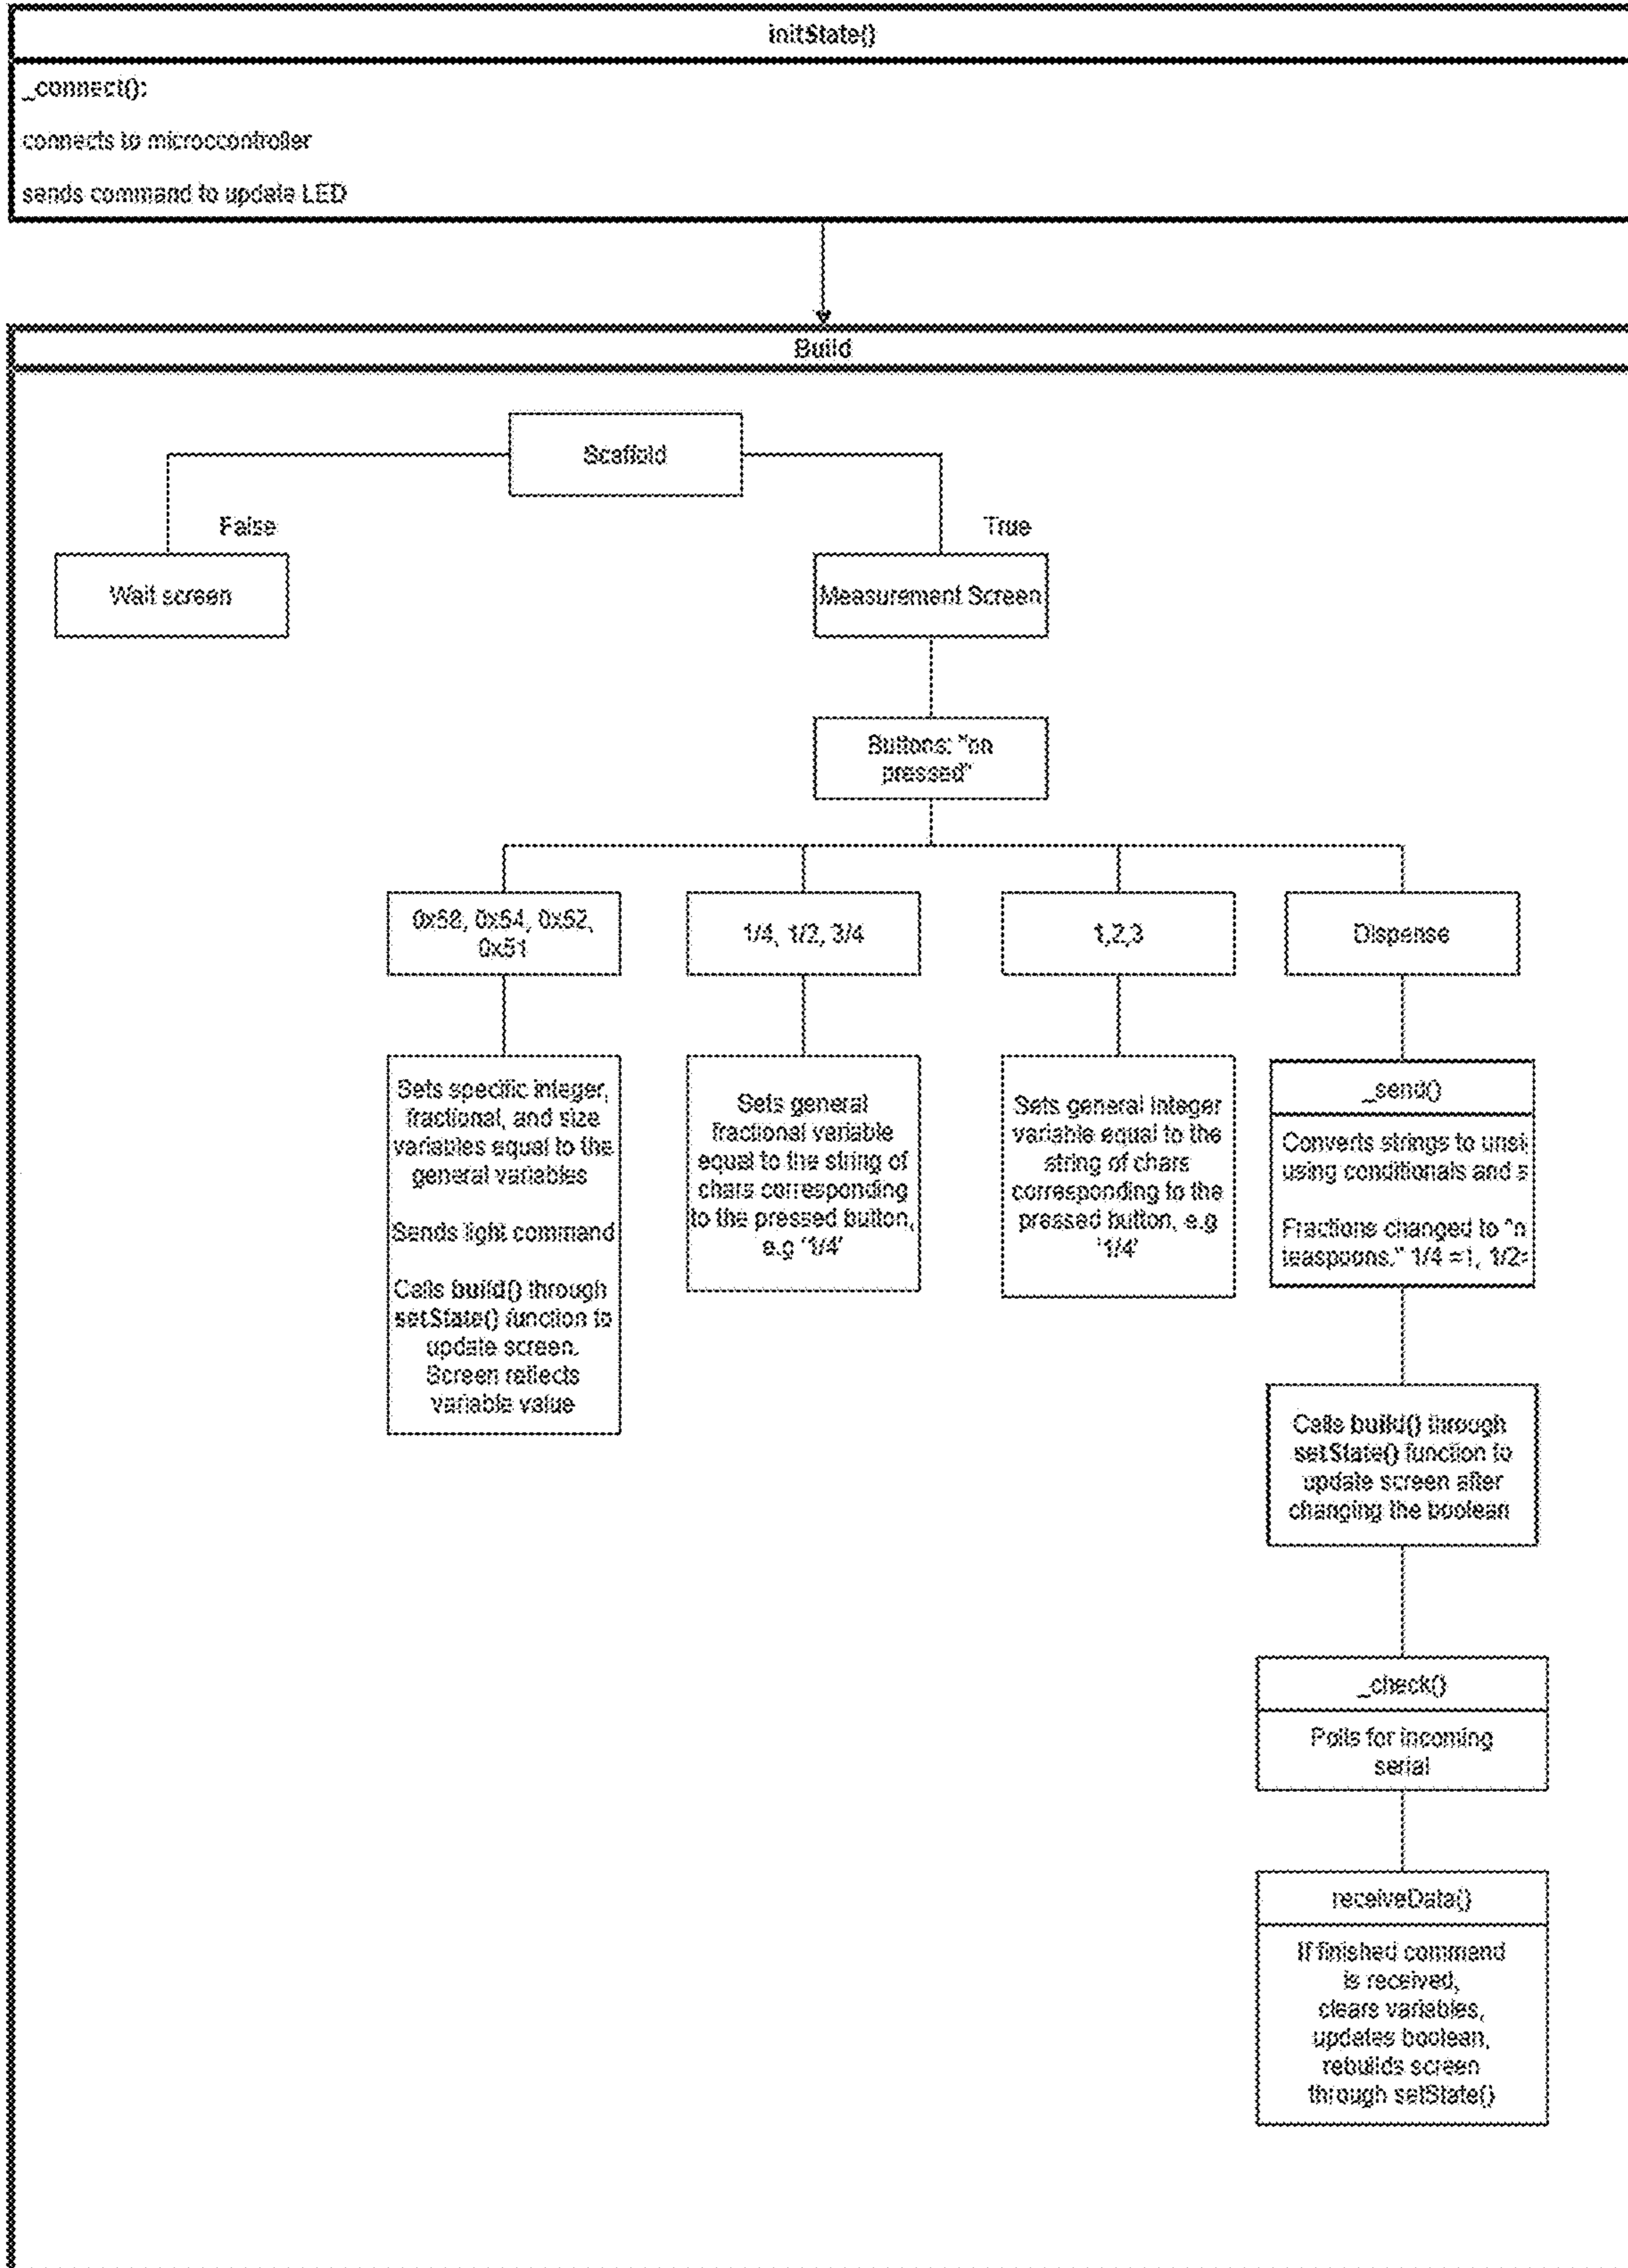 initState()
_connect():
connects to microccontroller
sends command to update LED
Build
Scaffold
False
True
Wait screen
Measurement Screen
Buttons: "on
pressed"
0x58, 0x54, 0x52,
0x51
1/4, 1/2, 3/4
1,2,3
Dispense
Sets specific integer,
fractional, and size
variables equal to the
general variables
Sends light command
Calls build() through
setState() function to
update screen.
Screen reflects
variable value
Sets general
fractional variable
equal to the string of
chars corresponding
to the pressed button,
e.g '1/4'
Sets general integer
variable equal to the
string of chars
corresponding to the
pressed button, e.g
'1/4'
_send()
Converts strings to unsi
using conditionals and s
Fractions changed to "n
teaspoons." 1/4 =1, 1/2=
Calls build() through
setState() function to
update screen after
changing the boolean
_check()
Polls for incoming
serial
receiveData()
If finished command
is received,
clears variables,
updates boolean,
rebuilds screen
through setState()